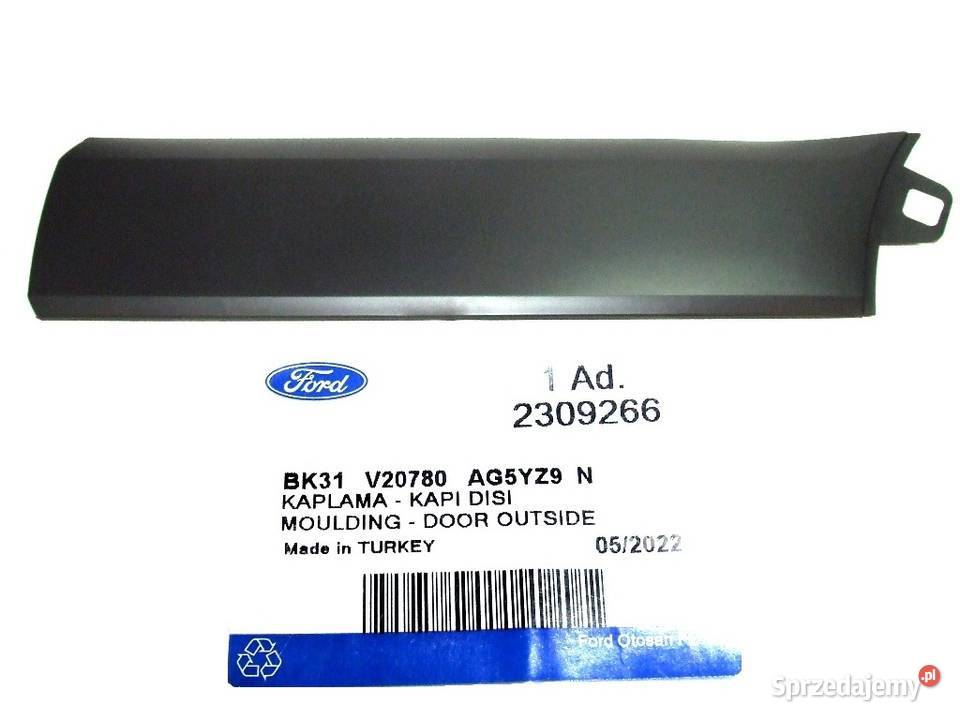 Ford
1 Ad.
2309266
BK31 V20780 AG5YZ9 N
KAPLAMA - KAPI DISI
MOULDING - DOOR OUTSIDE
Made in TURKEY 05/2022
Ford Otosan
Sprzedajemy.pl